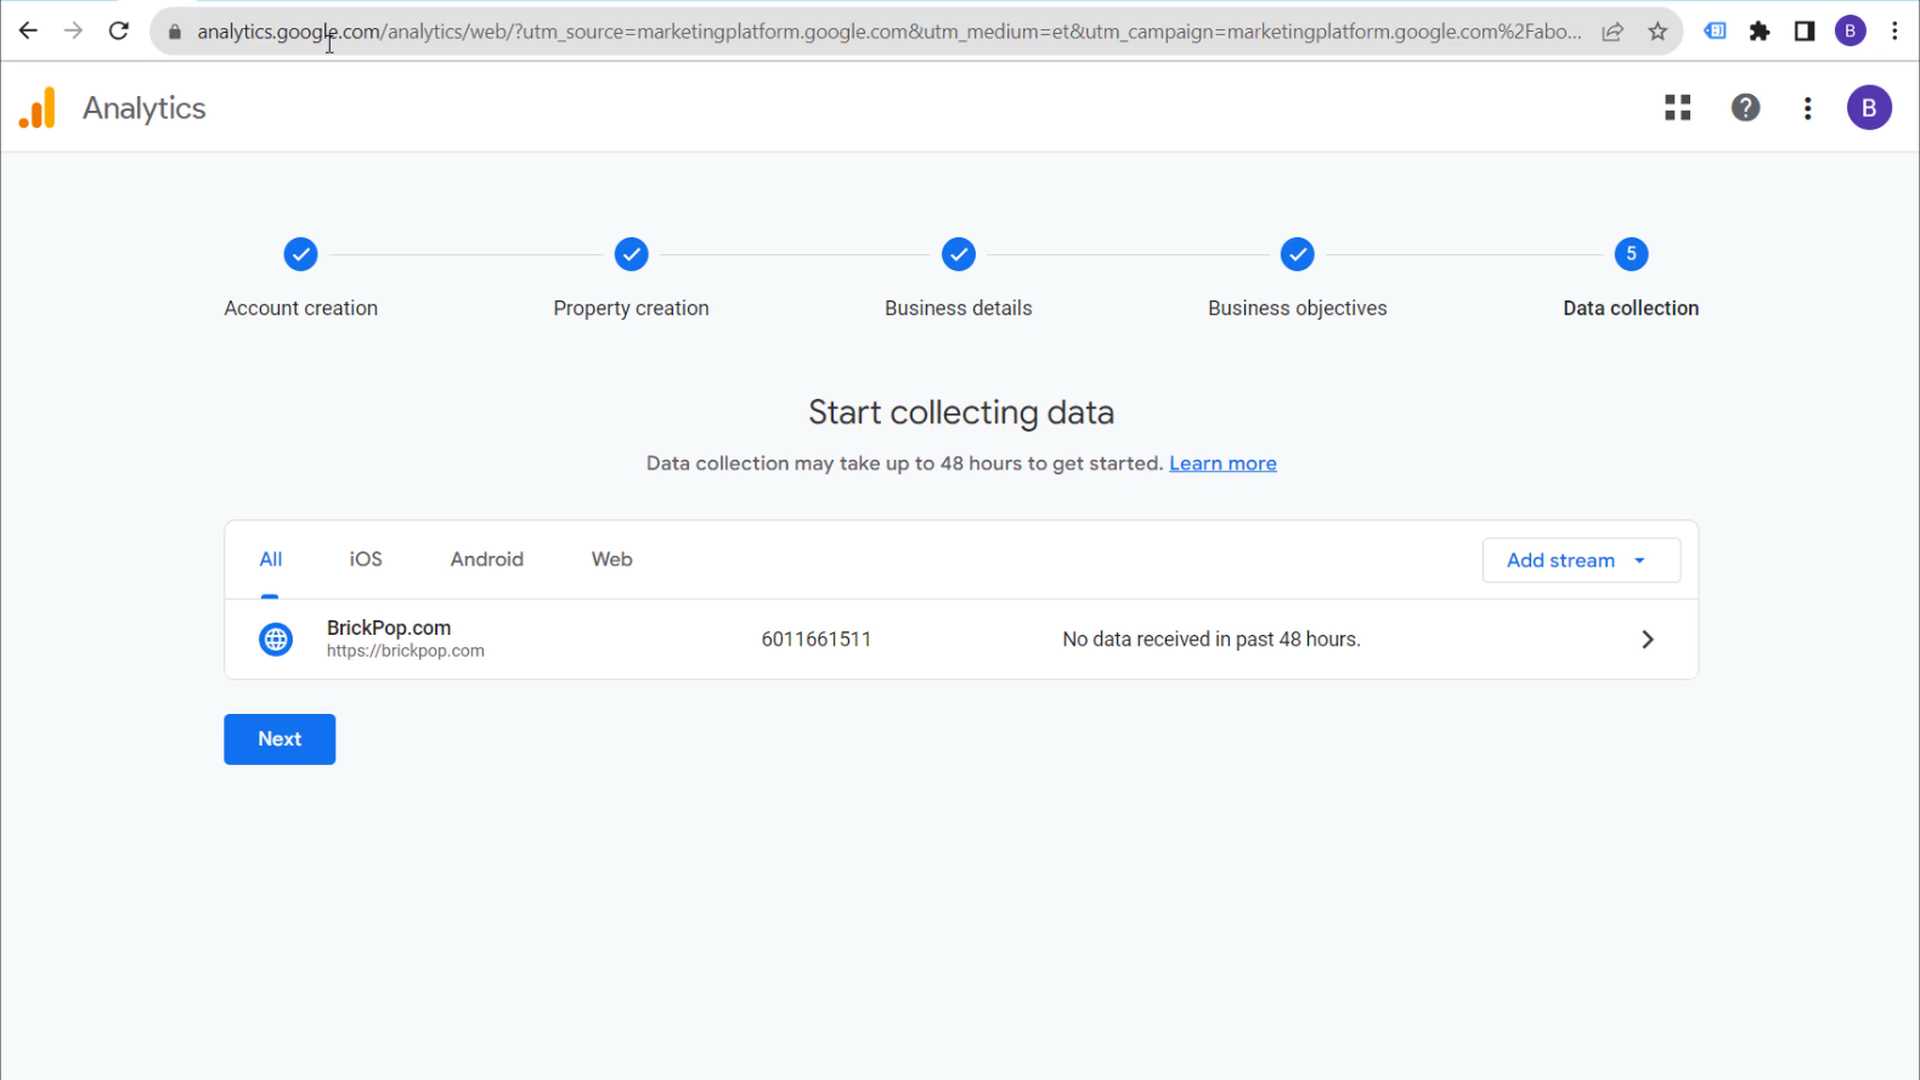 analytics.google.com/analytics/web/?utm_source=marketingplatform.google.com&utm_medium=et&utm_campaign=marketingplatform.google.com%2Fabo...
B
Analytics
B
5
Account creation
Property creation
Business details
Business objectives
Data collection
Start collecting data
Data collection may take up to 48 hours to get started. Learn more
All
iOS
Android
Web
Add stream
BrickPop.com
https://brickpop.com
6011661511
No data received in past 48 hours.
Next